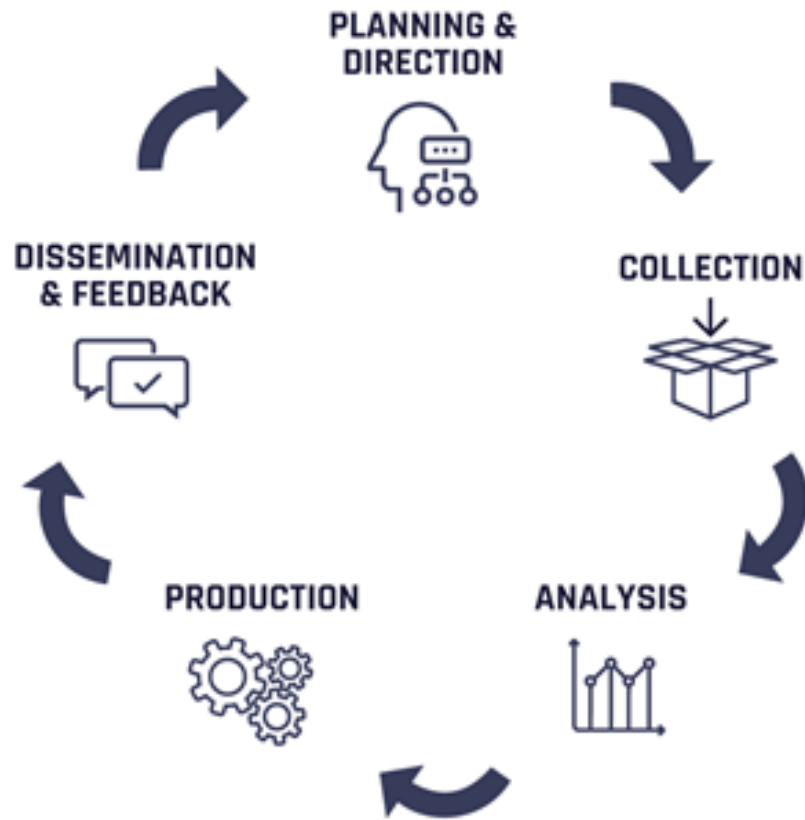 PLANNING &
DIRECTION
COLLECTION
ANALYSIS
PRODUCTION
DISSEMINATION
& FEEDBACK